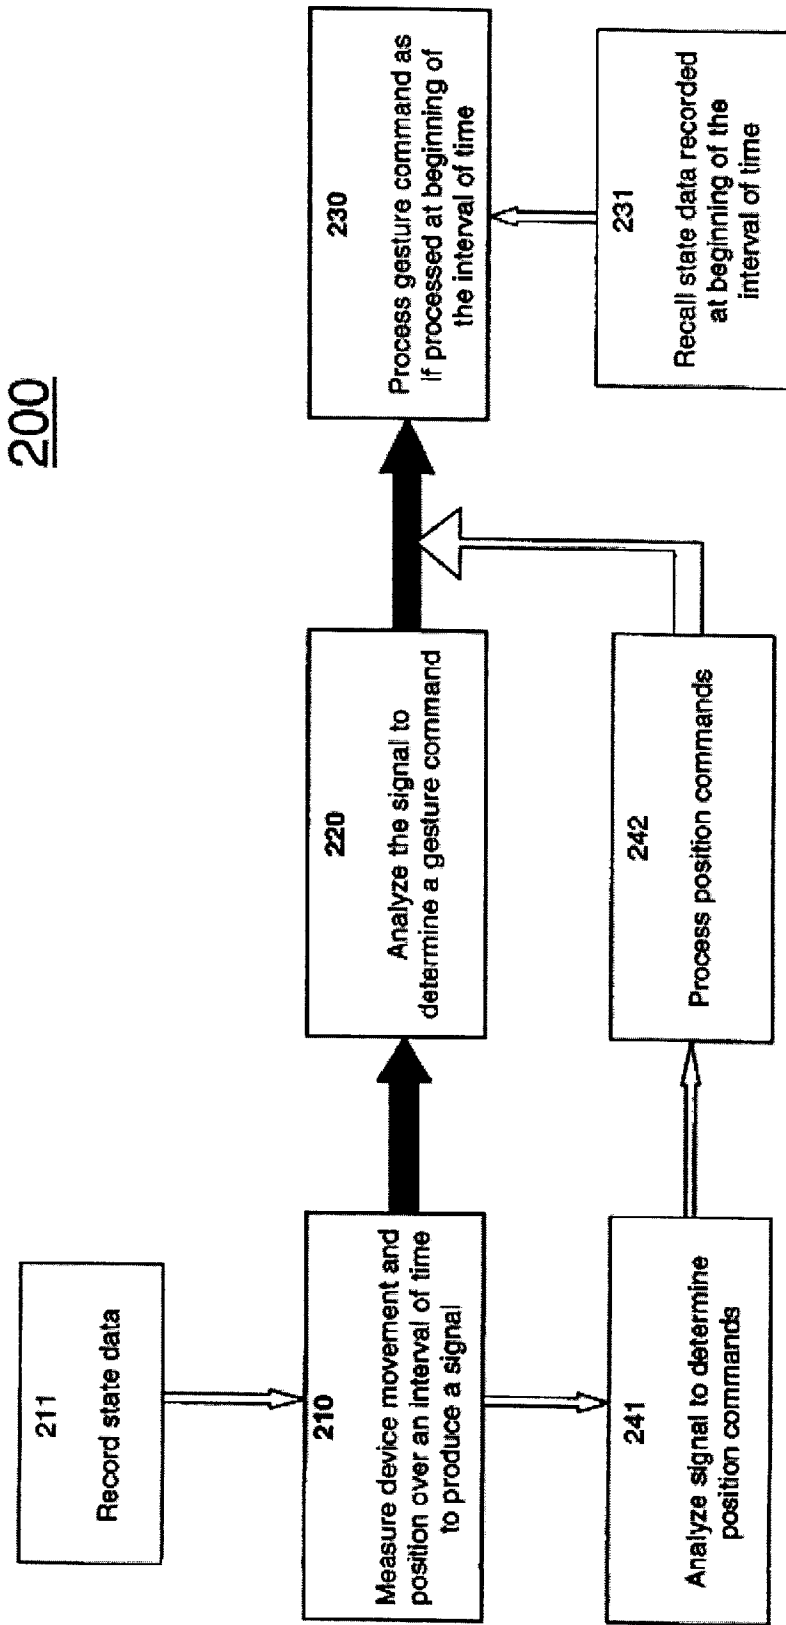 200
211
Record state data
210
Measure device movement and
position over an interval of time
to produce a signal
220
Analyze the signal to
determine a gesture command
230
Process gesture command as
if processed at beginning of
the interval of time
241
Analyze signal to determine
position commands
242
Process position commands
231
Recall state data recorded
at beginning of the
interval of time